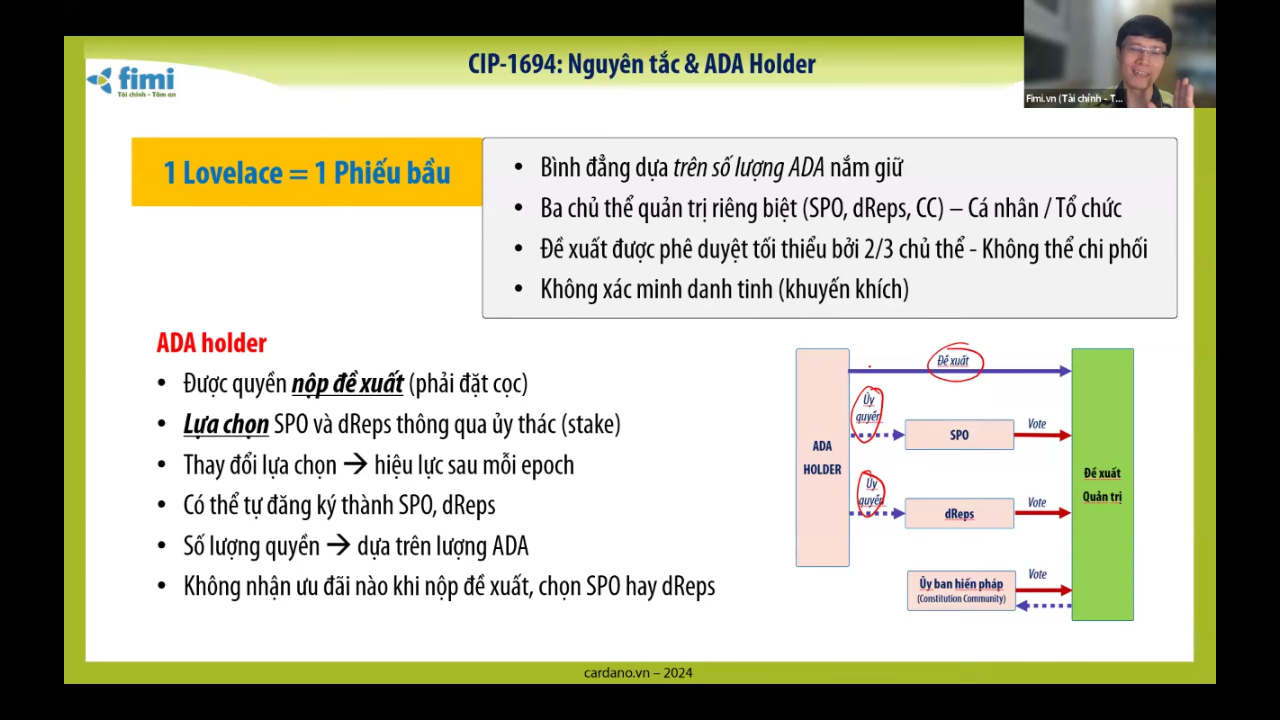 CIP-1694: Nguyên tắc & ADA Holder
fimi
Tài chính - Tâm an
Fimi.vn (Tài chính - T...
1 Lovelace = 1 Phiếu bầu
• Bình đẳng dựa trên số lượng ADA nắm giữ
• Ba chủ thể quản trị riêng biệt (SPO, dReps, CC) – Cá nhân / Tổ chức
• Đề xuất được phê duyệt tối thiểu bởi 2/3 chủ thể - Không thể chi phối
• Không xác minh danh tinh (khuyến khích)
ADA holder
• Được quyền nộp đề xuất (phải đặt cọc)
• Lựa chọn SPO và dReps thông qua ủy thác (stake)
• Thay đổi lựa chọn → hiệu lực sau mỗi epoch
• Có thể tự đăng ký thành SPO, dReps
• Số lượng quyền → dựa trên lượng ADA
• Không nhận ưu đãi nào khi nộp đề xuất, chọn SPO hay dReps
ADA
HOLDER
Đề xuất
Ủy
quyền
SPO
Vote
Ủy
quyền
dReps
Vote
Ủy ban hiến pháp
(Constitution Community)
Vote
Đề xuất
Quản trị
cardano.vn – 2024